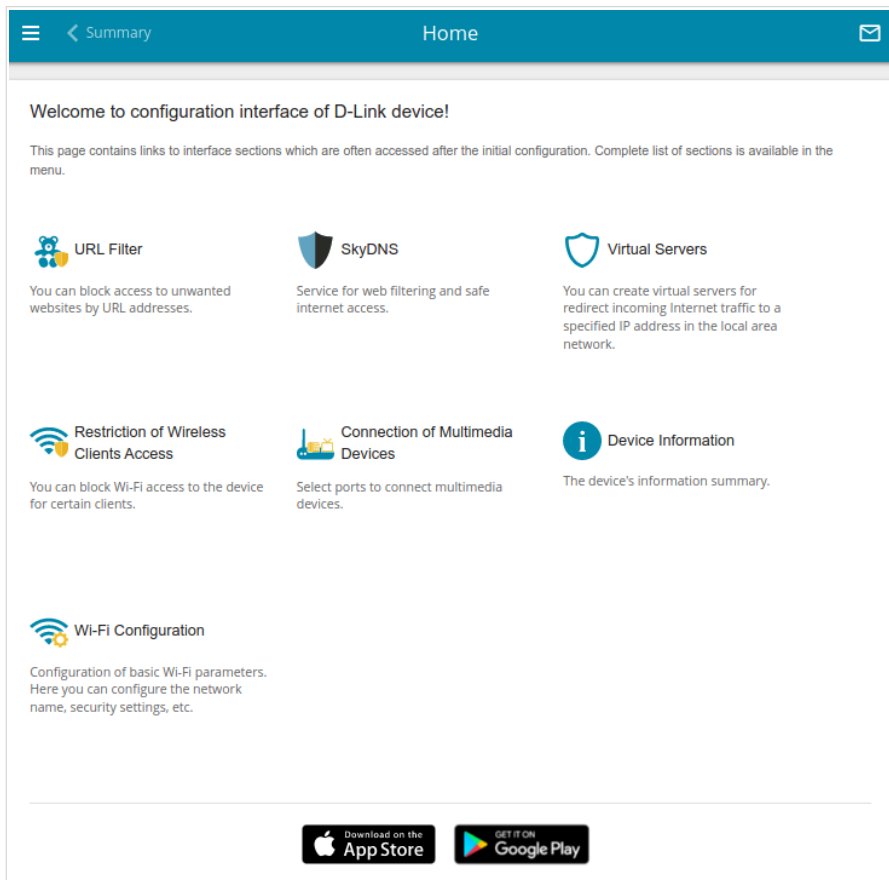 Summary
Home
Welcome to configuration interface of D-Link device!
This page contains links to interface sections which are often accessed after the initial configuration. Complete list of sections is available in the
menu.
URL Filter
You can block access to unwanted
websites by URL addresses.
SkyDNS
Service for web filtering and safe
internet access.
Virtual Servers
You can create virtual servers for
redirect incoming Internet traffic to a
specified IP address in the local area
network.
Restriction of Wireless
Clients Access
You can block Wi-Fi access to the device
for certain clients.
Connection of Multimedia
Devices
Select ports to connect multimedia
devices.
Device Information
The device's information summary.
Wi-Fi Configuration
Configuration of basic Wi-Fi parameters.
Here you can configure the network
name, security settings, etc.
Download on the
App Store
GET IT ON
Google Play